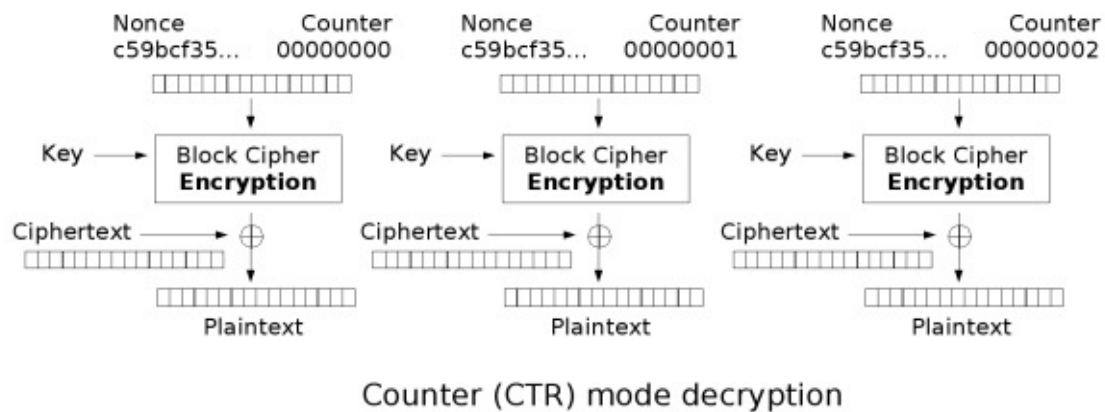 Nonce Counter Nonce Counter Nonce Counter
c59bcf35... 00000000 c59bcf35... 00000001 c59bcf35... 00000002
Key Block Cipher Key Block Cipher Key Block Cipher
Encryption Encryption Encryption
Ciphertext Ciphertext Ciphertext
Plaintext Plaintext Plaintext
Counter (CTR) mode decryption